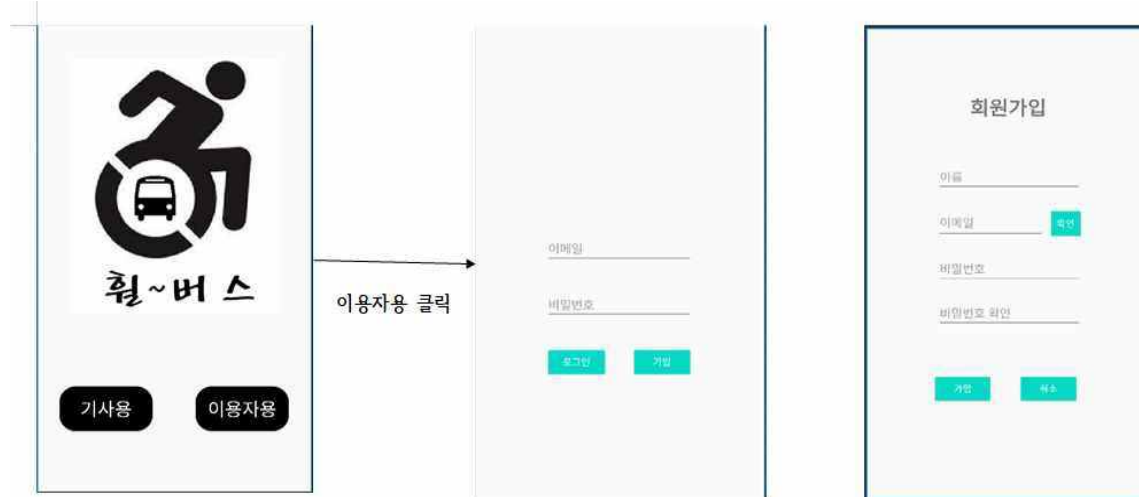 훨~버스
기사용
이용자용
이용자용 클릭
이메일
비밀번호
로그인
가입
회원가입
이름
이메일
확인
비밀번호
비밀번호 확인
가입
취소